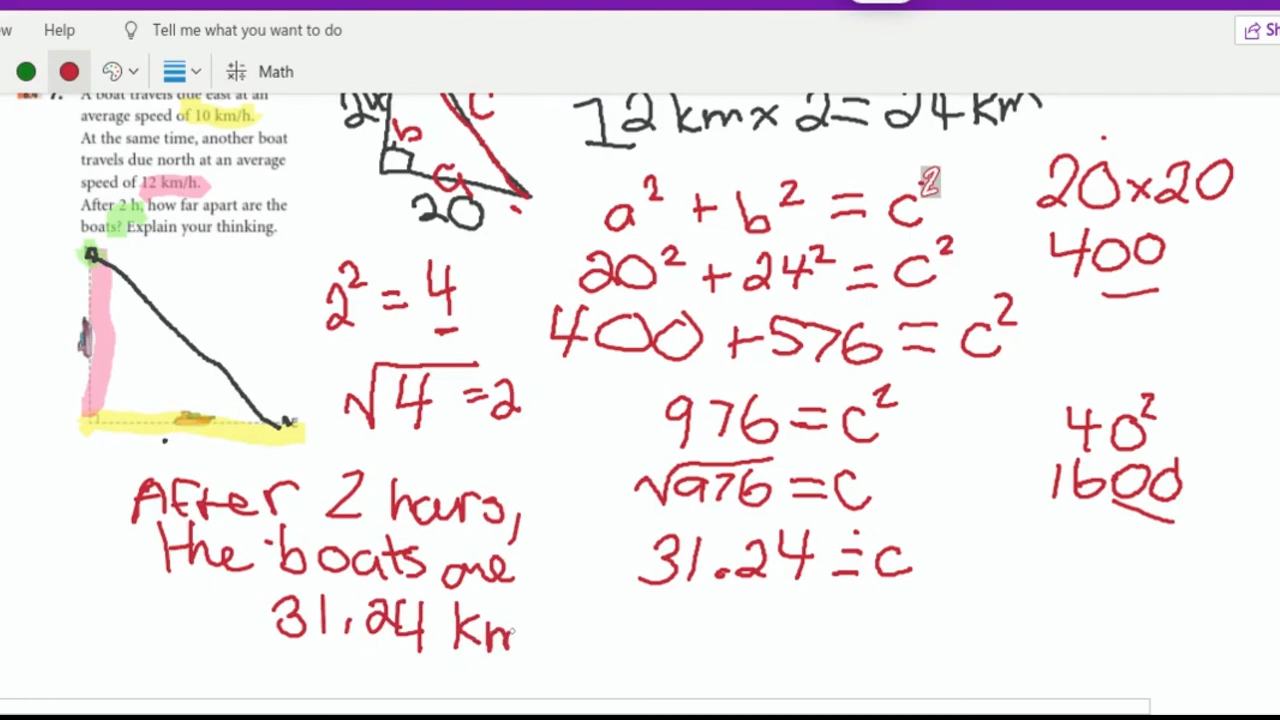 Help
Tell me what you want to do
Math
7. A boat travels due east at an
average speed of 10 km/h.
At the same time, another boat
travels due north at an average
speed of 12 km/h.
After 2 h, how far apart are the
boats? Explain your thinking.
24
b
c
a
20
12 km x 2 = 24 km
a² + b² = c²
20² + 24² = c²
400 + 576 = c²
976 = c²
√976 = c
31.24 ≐ c
20 x 20
400
40²
1600
2² = 4
√4 = 2
After 2 hours,
the boats are
31.24 km